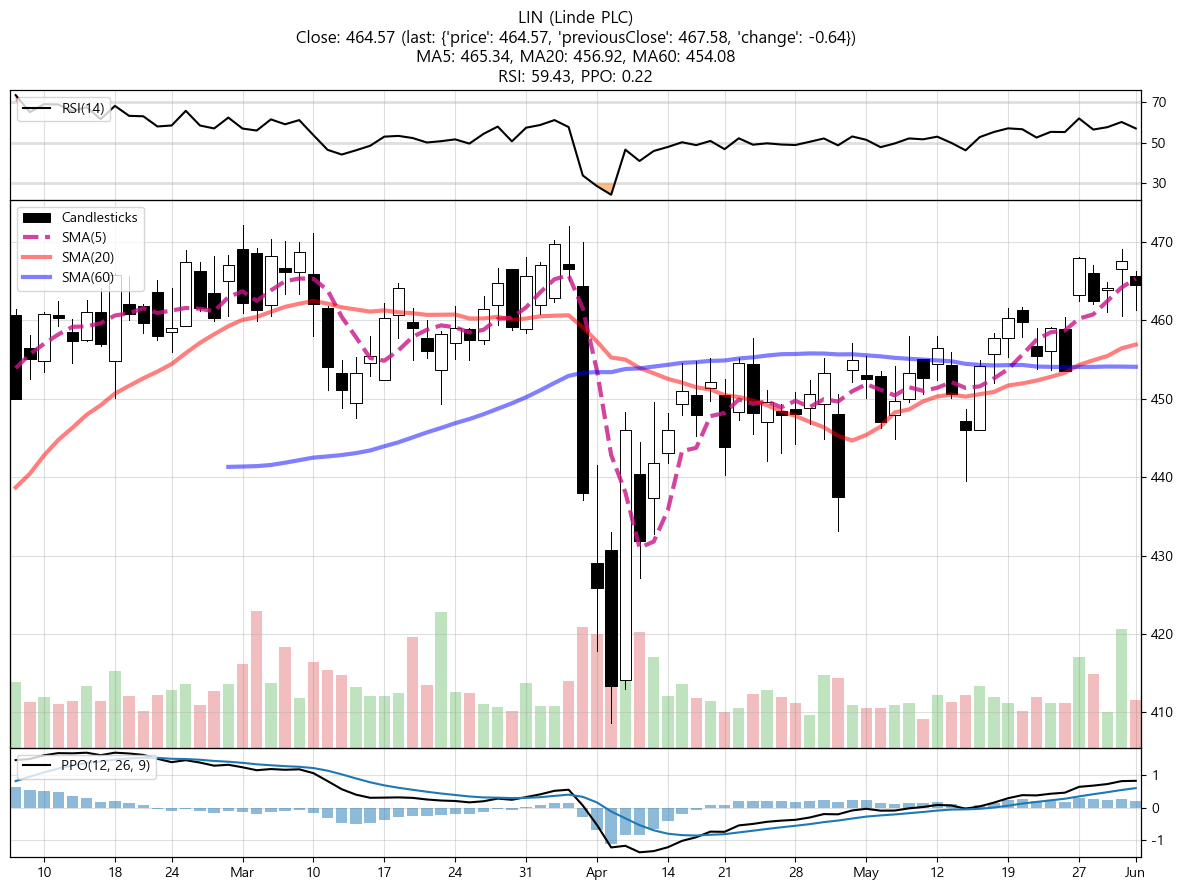 LIN (Linde PLC)
Close: 464.57 (last: {'price': 464.57, 'previousClose': 467.58, 'change': -0.64})
MA5: 465.34, MA20: 456.92, MA60: 454.08
RSI: 59.43, PPO: 0.22
RSI(14)
70
50
30
Candlesticks
SMA(5)
SMA(20)
SMA(60)
470
460
450
440
430
420
410
PPO(12, 26, 9)
1
0
-1
10 18 24 Mar 10 17 24 31 Apr 14 21 28 May 12 19 27 Jun